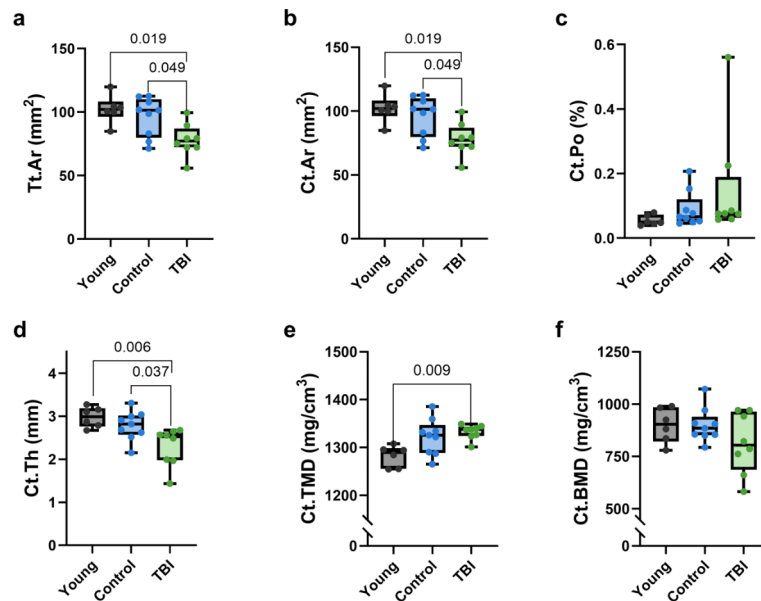 a
0.019
0.049
150
100
50
0
Tt.Ar (mm²)
Young
Control
TBI
b
0.019
0.049
150
100
50
0
Ct.Ar (mm²)
Young
Control
TBI
c
0.6
0.4
0.2
0.0
Ct.Po (%)
Young
Control
TBI
d
0.006
0.037
4
3
2
1
0
Ct.Th (mm)
Young
Control
TBI
e
0.009
1500
1400
1300
1200
0
Ct.TMD (mg/cm³)
Young
Control
TBI
f
1250
1000
750
500
0
Ct.BMD (mg/cm³)
Young
Control
TBI